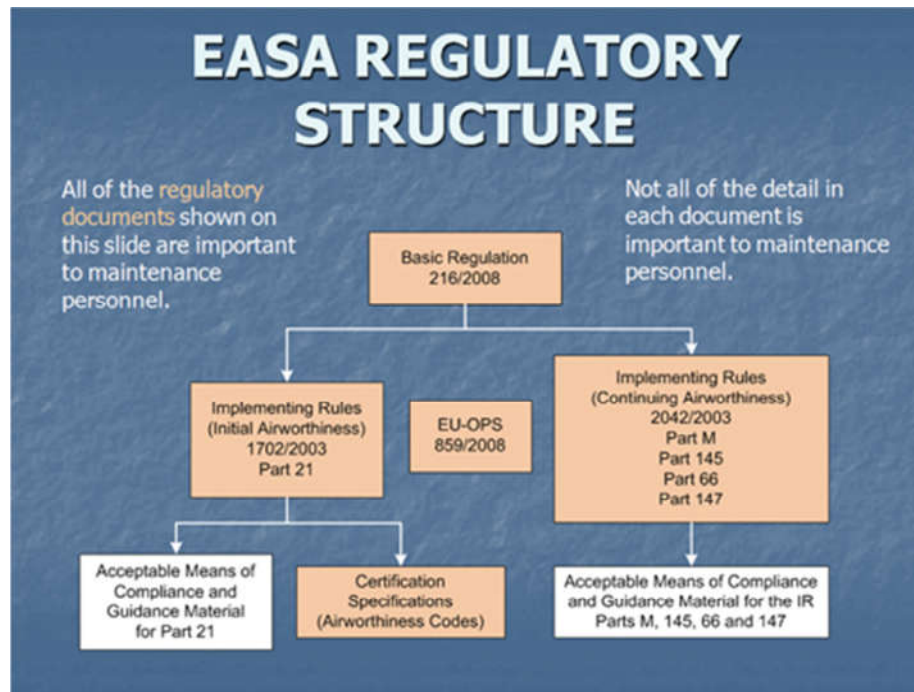 EASA REGULATORY
STRUCTURE
All of the regulatory
documents shown on
this slide are important
to maintenance
personnel.
Not all of the detail in
each document is
important to maintenance
personnel.
Basic Regulation
216/2008
Implementing Rules
(Initial Airworthiness)
1702/2003
Part 21
EU-OPS
859/2008
Implementing Rules
(Continuing Airworthiness)
2042/2003
Part M
Part 145
Part 66
Part 147
Acceptable Means of
Compliance and
Guidance Material
for Part 21
Certification
Specifications
(Airworthiness Codes)
Acceptable Means of Compliance
and Guidance Material for the IR
Parts M, 145, 66 and 147